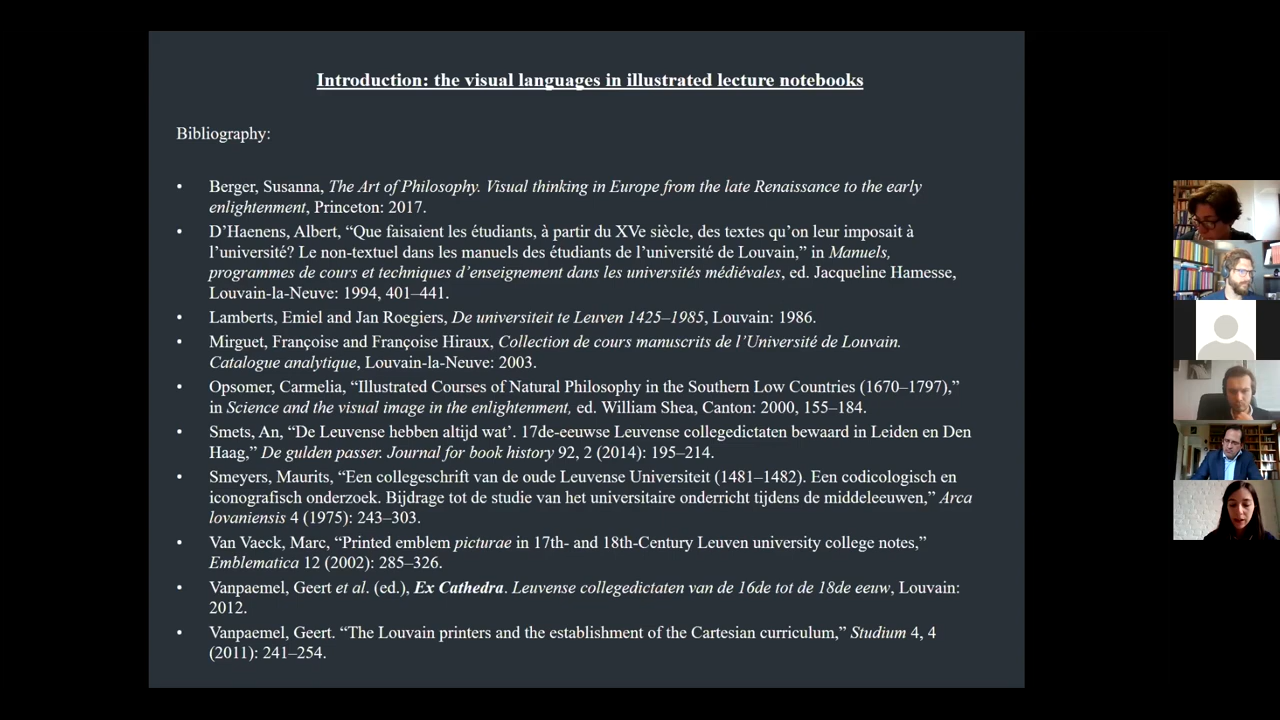 Introduction: the visual languages in illustrated lecture notebooks
Bibliography:
• Berger, Susanna, The Art of Philosophy. Visual thinking in Europe from the late Renaissance to the early
enlightenment, Princeton: 2017.
• D’Haenens, Albert, “Que faisaient les étudiants, à partir du XVe siècle, des textes qu’on leur imposait à
l’université? Le non-textuel dans les manuels des étudiants de l’université de Louvain,” in Manuels,
programmes de cours et techniques d’enseignement dans les universités médiévales, ed. Jacqueline Hamesse,
Louvain-la-Neuve: 1994, 401–441.
• Lamberts, Emiel and Jan Roegiers, De universiteit te Leuven 1425–1985, Louvain: 1986.
• Mirguet, Françoise and Françoise Hiraux, Collection de cours manuscrits de l’Université de Louvain.
Catalogue analytique, Louvain-la-Neuve: 2003.
• Opsomer, Carmelia, “Illustrated Courses of Natural Philosophy in the Southern Low Countries (1670–1797),”
in Science and the visual image in the enlightenment, ed. William Shea, Canton: 2000, 155–184.
• Smets, An, “De Leuvense hebben altijd wat’. 17de-eeuwse Leuvense collegedictaten bewaard in Leiden en Den
Haag,” De gulden passer. Journal for book history 92, 2 (2014): 195–214.
• Smeyers, Maurits, “Een collegeschrift van de oude Leuvense Universiteit (1481–1482). Een codicologisch en
iconografisch onderzoek. Bijdrage tot de studie van het universitaire onderricht tijdens de middeleeuwen,” Arca
lovaniensis 4 (1975): 243–303.
• Van Vaeck, Marc, “Printed emblem picturae in 17th- and 18th-Century Leuven university college notes,”
Emblematica 12 (2002): 285–326.
• Vanpaemel, Geert et al. (ed.), Ex Cathedra. Leuvense collegedictaten van de 16de tot de 18de eeuw, Louvain:
2012.
• Vanpaemel, Geert. “The Louvain printers and the establishment of the Cartesian curriculum,” Studium 4, 4
(2011): 241–254.